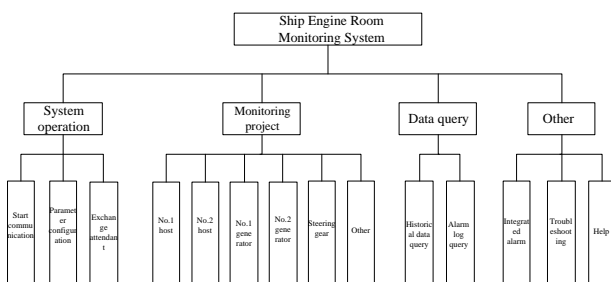 Ship Engine Room
Monitoring System
System
operation
Monitoring
project
Data query
Other
Start
commu
nication
Paramet
er
configur
ation
Exchan
ge
attendan
t
No.1
host
No.2
host
No.1
gene
rator
No.2
gene
rator
Steering
gear
Other
Historic
al data
query
Alarm
log
query
Integrat
ed
alarm
Troubl
eshoot
ing
Help